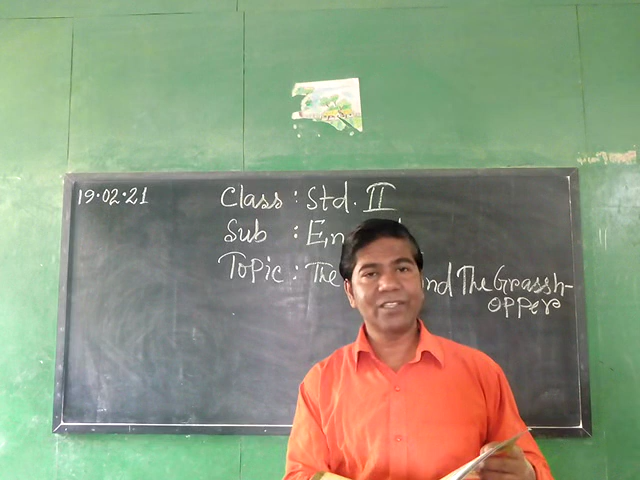 19.02.21
Class : Std. II
Sub : En
Topic : The nd The Grassh-
opper